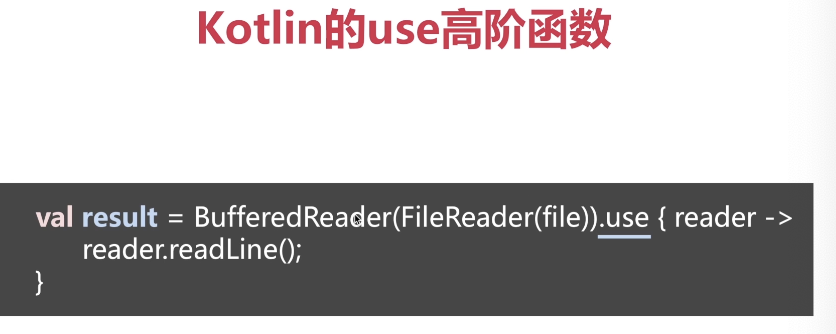 Kotlin的use高阶函数
val result = BufferedReader(FileReader(file)).use { reader ->
reader.readLine();
}